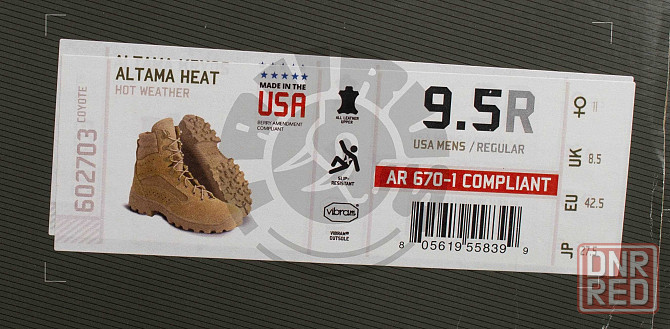 602703 COYOTE
ALTAMA HEAT
HOT WEATHER
MADE IN THE
USA
BERRY AMENDMENT
COMPLIANT
ALL LEATHER
UPPER
SLIP-
RESISTANT
vibram
VIBRAM®
OUTSOLE
9.5R
USA MENS / REGULAR
AR 670-1 COMPLIANT
8 05619 55839 9
11
UK 8.5
EU 42.5
JP
DNR
RED